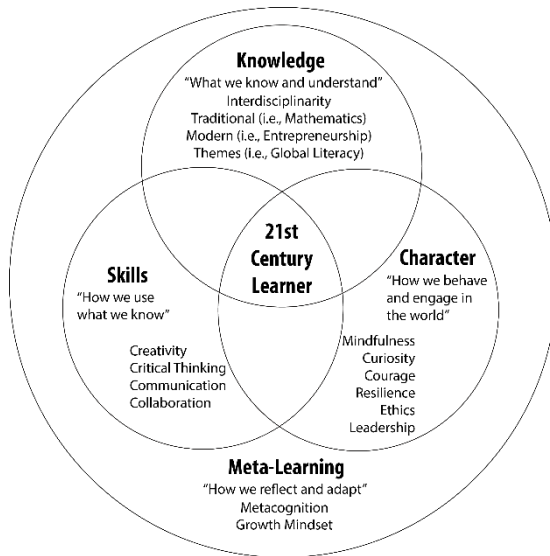 Knowledge
“What we know and understand”
Interdisciplinarity
Traditional (i.e., Mathematics)
Modern (i.e., Entrepreneurship)
Themes (i.e., Global Literacy)
21st
Century
Learner
Skills
“How we use
what we know”
Creativity
Critical Thinking
Communication
Collaboration
Character
“How we behave
and engage in
the world”
Mindfulness
Curiosity
Courage
Resilience
Ethics
Leadership
Meta-Learning
“How we reflect and adapt”
Metacognition
Growth Mindset